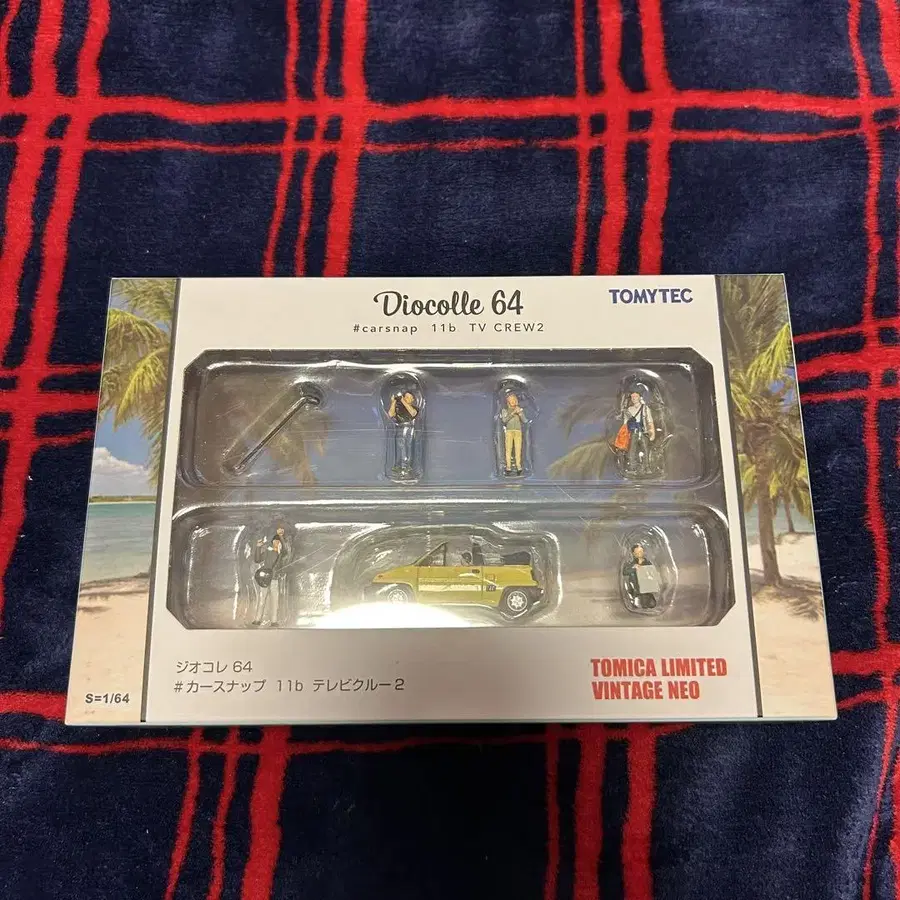 Diocolle 64
TOMYTEC
#carsnap 11b TV CREW2
ジオコレ 64
#カースナップ 11b テレビクルー2
TOMICA LIMITED
VINTAGE NEO
S=1/64